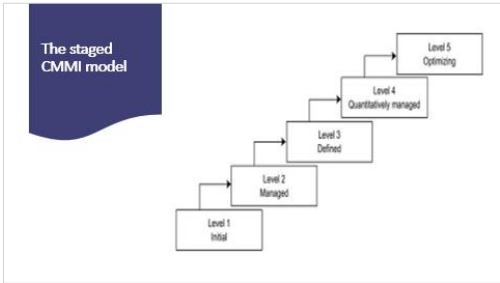 The staged
CMMI model
Level 5
Optimizing
Level 4
Quantitatively managed
Level 3
Defined
Level 2
Managed
Level 1
Initial